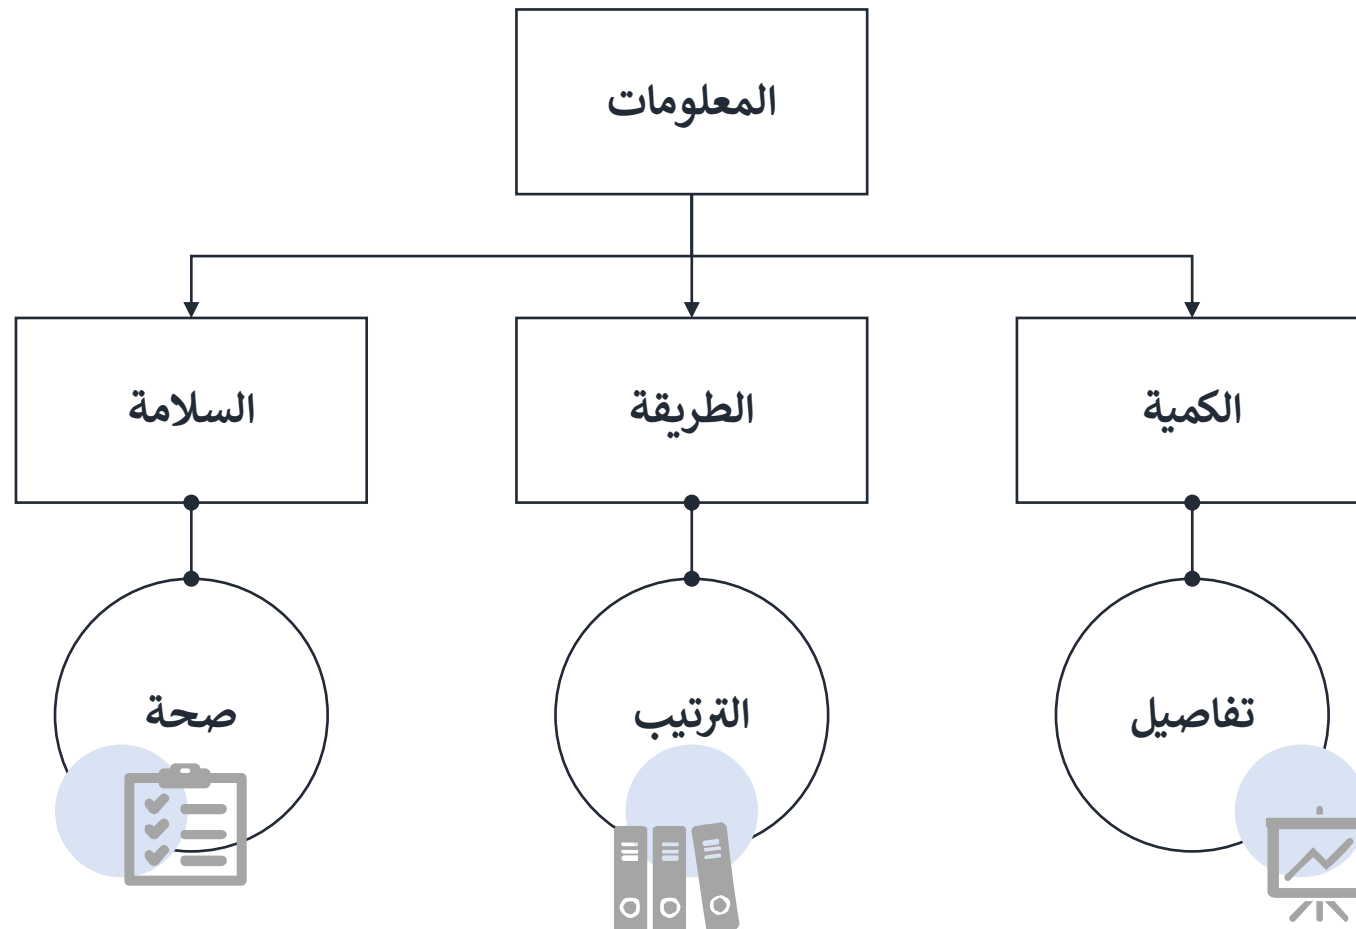 المعلومات
الكمية
الطريقة
السلامة
تفاصيل
الترتيب
صحة